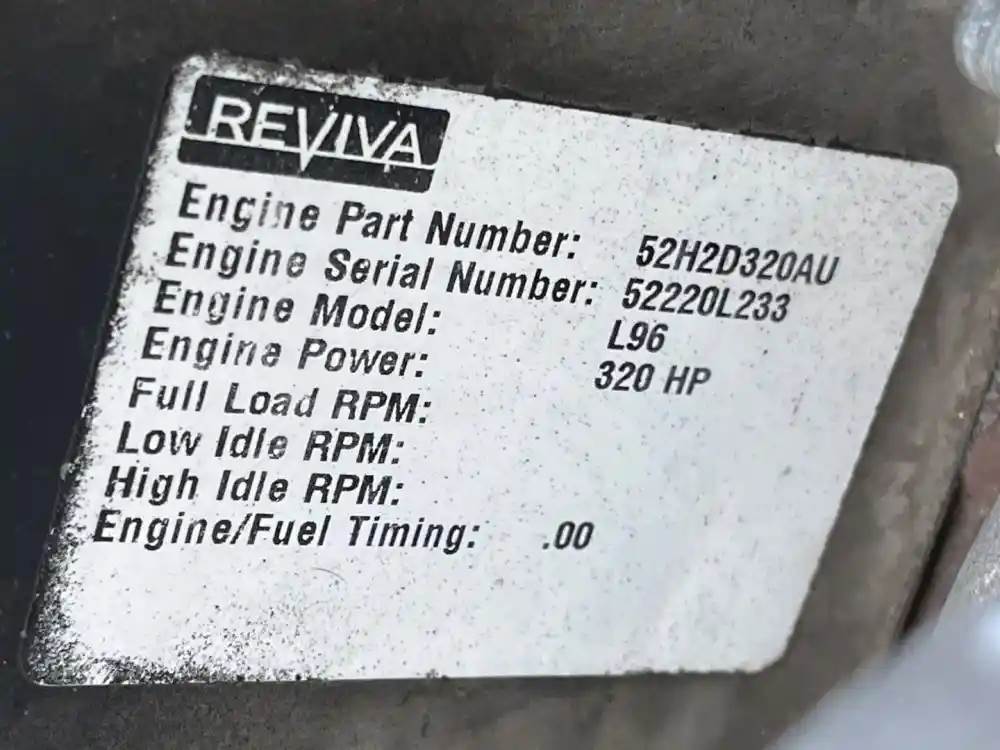 REVIVA
Engine Part Number: 52H2D320AU
Engine Serial Number: 52220L233
Engine Model: L96
Engine Power: 320 HP
Full Load RPM:
Low Idle RPM:
High Idle RPM:
Engine/Fuel Timing: .00